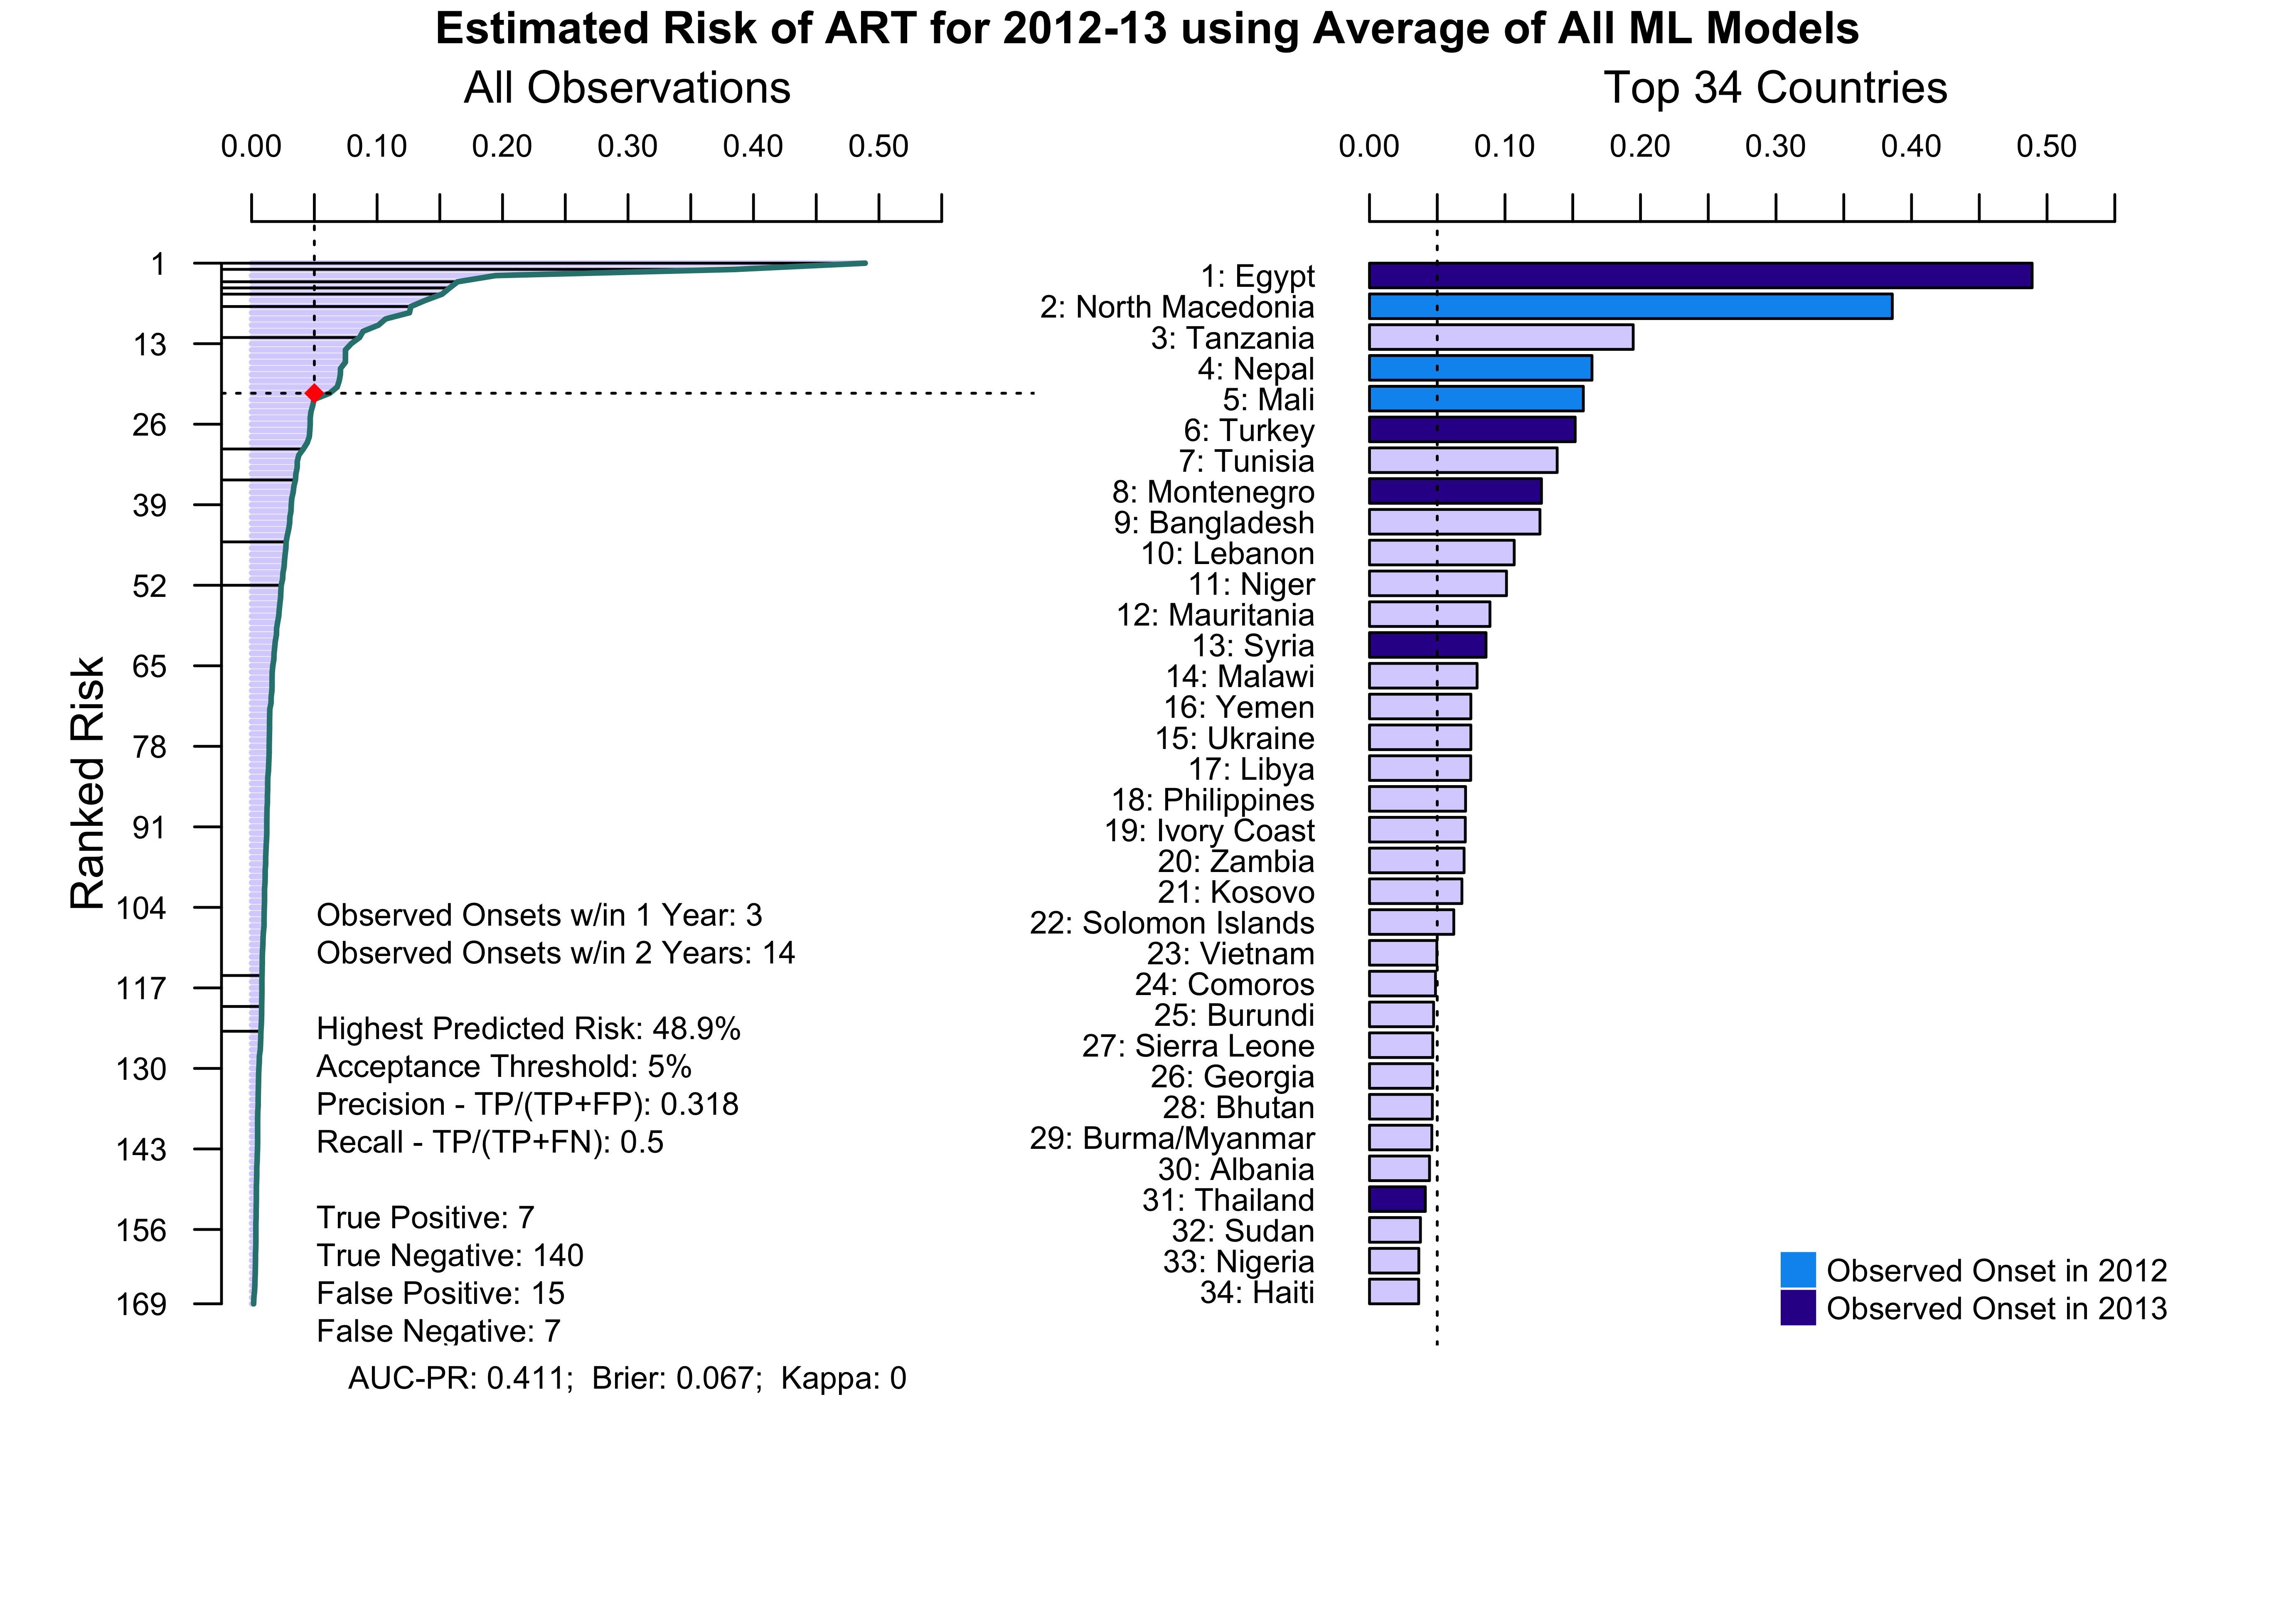 Estimated Risk of ART for 2012-13 using Average of All ML Models
All Observations
0.00 0.10 0.20 0.30 0.40 0.50
1
13
26
39
52
65
78
91
104
117
130
143
156
169
Ranked Risk
Observed Onsets w/in 1 Year: 3
Observed Onsets w/in 2 Years: 14
Highest Predicted Risk: 48.9%
Acceptance Threshold: 5%
Precision - TP/(TP+FP): 0.318
Recall - TP/(TP+FN): 0.5
True Positive: 7
True Negative: 140
False Positive: 15
False Negative: 7
AUC-PR: 0.411; Brier: 0.067; Kappa: 0
Top 34 Countries
0.00 0.10 0.20 0.30 0.40 0.50
1: Egypt
2: North Macedonia
3: Tanzania
4: Nepal
5: Mali
6: Turkey
7: Tunisia
8: Montenegro
9: Bangladesh
10: Lebanon
11: Niger
12: Mauritania
13: Syria
14: Malawi
16: Yemen
15: Ukraine
17: Libya
18: Philippines
19: Ivory Coast
20: Zambia
21: Kosovo
22: Solomon Islands
23: Vietnam
24: Comoros
25: Burundi
27: Sierra Leone
26: Georgia
28: Bhutan
29: Burma/Myanmar
30: Albania
31: Thailand
32: Sudan
33: Nigeria
34: Haiti
Observed Onset in 2012
Observed Onset in 2013